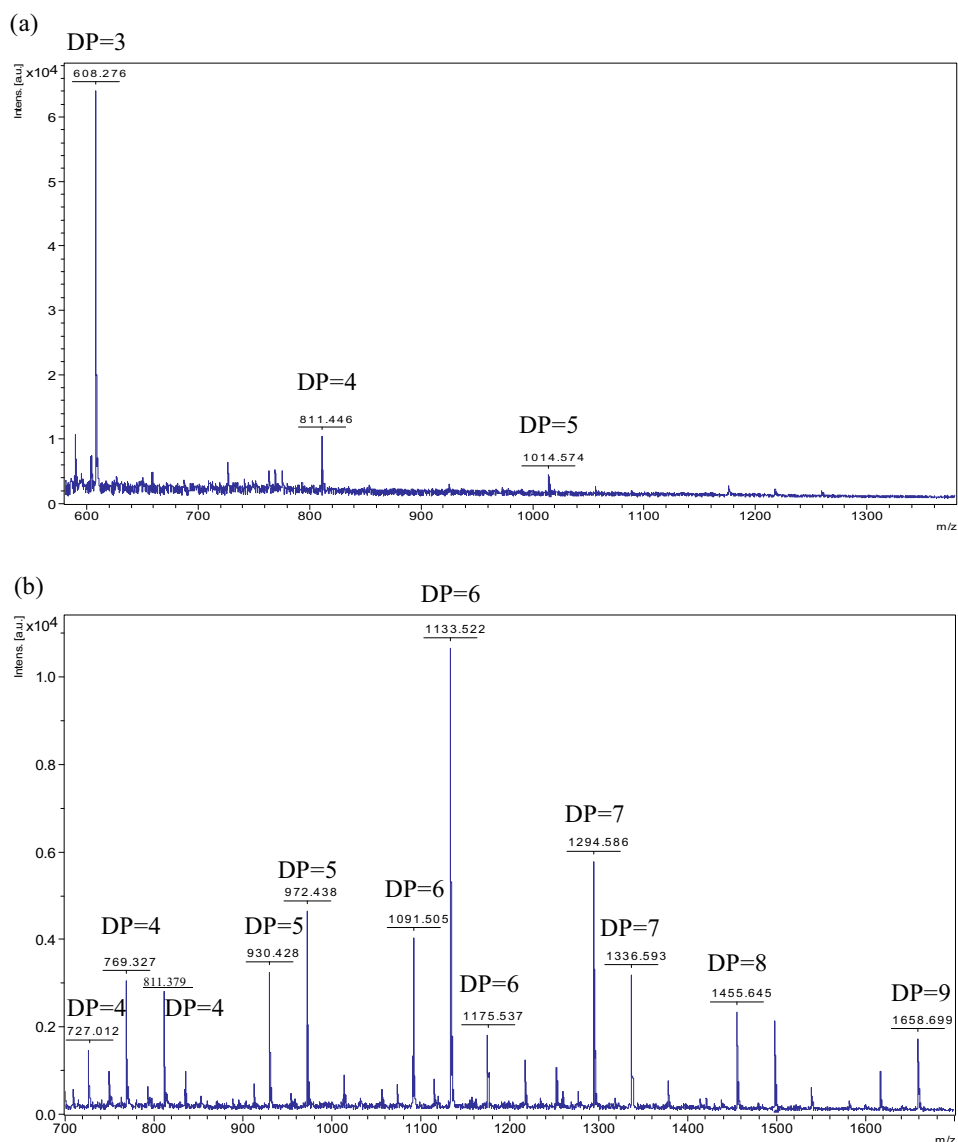 (a)
DP=3
608.276
x10⁴
Intens. [a.u.]
6
5
4
3
2
1
0
DP=4
811.446
DP=5
1014.574
600
700
800
900
1000
1100
1200
1300
m/z
(b)
DP=6
1133.522
x10⁴
Intens. [a.u.]
1.0
0.8
0.6
0.4
0.2
0.0
DP=7
1294.586
DP=5
972.438
DP=6
1091.505
DP=4
769.327
DP=5
930.428
DP=7
1336.593
811.379
DP=4
DP=4
727.012
DP=6
1175.537
DP=8
1455.645
DP=9
1658.699
700
800
900
1000
1100
1200
1300
1400
1500
1600
m/z